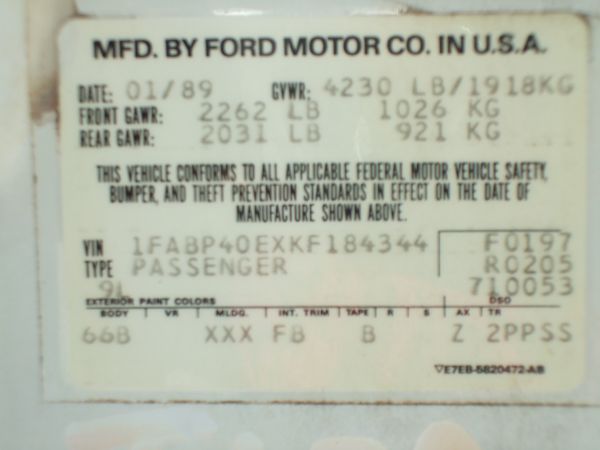 MFD. BY FORD MOTOR CO. IN U.S.A.
DATE: 01/89 GVWR: 4230 LB/1918KG
FRONT GAWR: 2262 LB 1026 KG
REAR GAWR: 2031 LB 921 KG
THIS VEHICLE CONFORMS TO ALL APPLICABLE FEDERAL MOTOR VEHICLE SAFETY,
BUMPER, AND THEFT PREVENTION STANDARDS IN EFFECT ON THE DATE OF
MANUFACTURE SHOWN ABOVE.
VIN 1FABP40EXKF184344 F0197
TYPE PASSENGER R0205
9L 710053
EXTERIOR PAINT COLORS DSO
BODY VR MLDG. INT. TRIM TAPE R S AX TR
66B XXX FB B Z 2PPSS
▽E7EB-5820472-AB